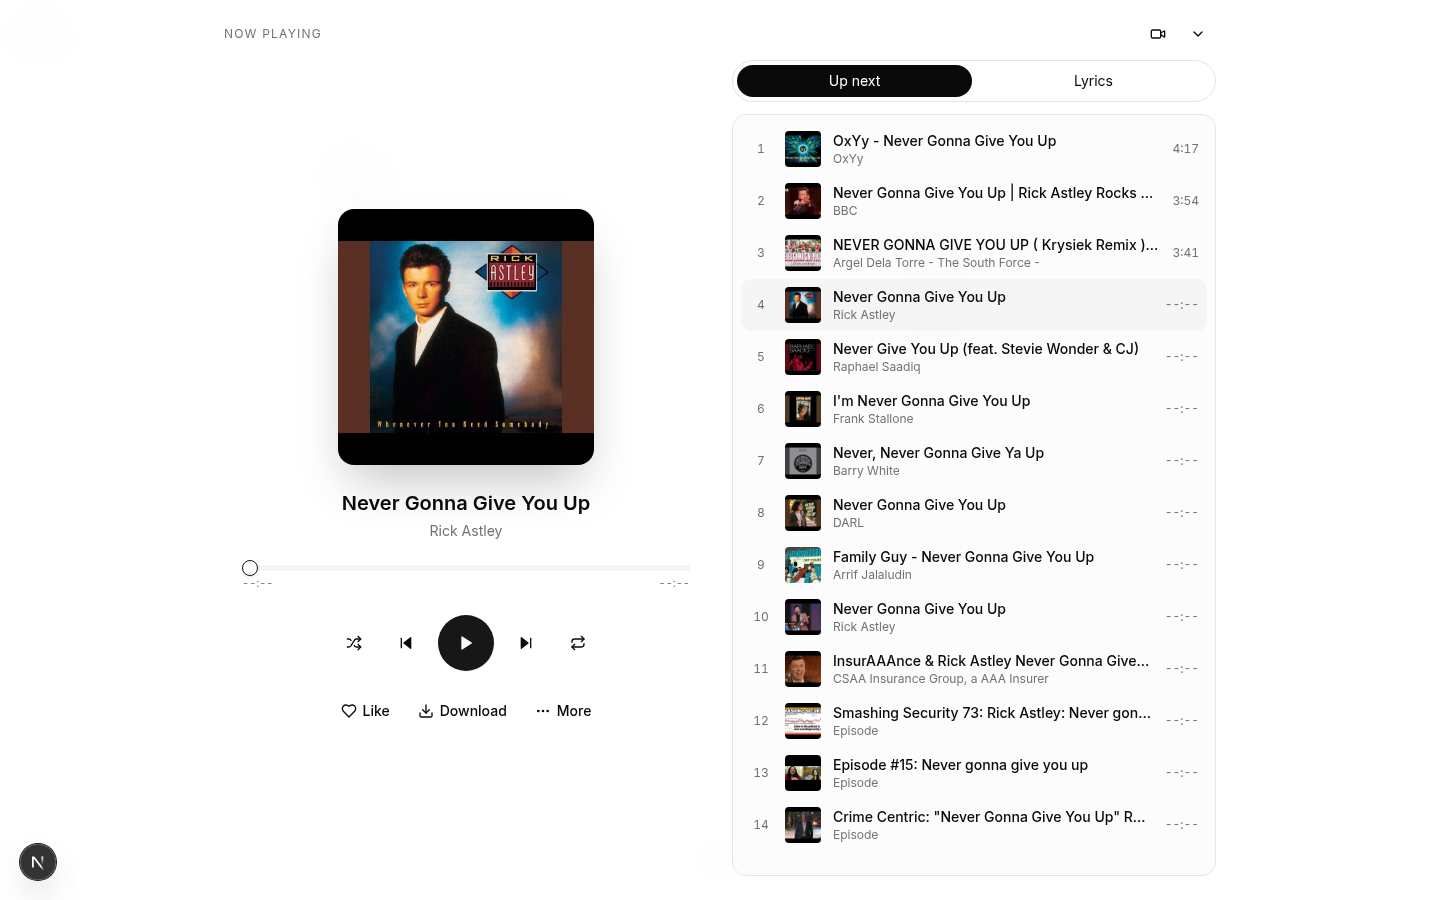 NOW PLAYING
Never Gonna Give You Up
Rick Astley
--:--
--:--
Like
Download
More
Up next
Lyrics
1
OxYy - Never Gonna Give You Up
OxYy
4:17
2
Never Gonna Give You Up | Rick Astley Rocks ...
BBC
3:54
3
NEVER GONNA GIVE YOU UP ( Krysiek Remix )...
Argel Dela Torre - The South Force -
3:41
4
Never Gonna Give You Up
Rick Astley
--:--
5
Never Give You Up (feat. Stevie Wonder & CJ)
Raphael Saadiq
--:--
6
I'm Never Gonna Give You Up
Frank Stallone
--:--
7
Never, Never Gonna Give Ya Up
Barry White
--:--
8
Never Gonna Give You Up
DARL
--:--
9
Family Guy - Never Gonna Give You Up
Arrif Jalaludin
--:--
10
Never Gonna Give You Up
Rick Astley
--:--
11
InsurAAAnce & Rick Astley Never Gonna Give...
CSAA Insurance Group, a AAA Insurer
--:--
12
Smashing Security 73: Rick Astley: Never gon...
Episode
--:--
13
Episode #15: Never gonna give you up
Episode
--:--
14
Crime Centric: "Never Gonna Give You Up" R...
Episode
--:--
RICK
ASTLEY
Whenever You Need Somebody
N